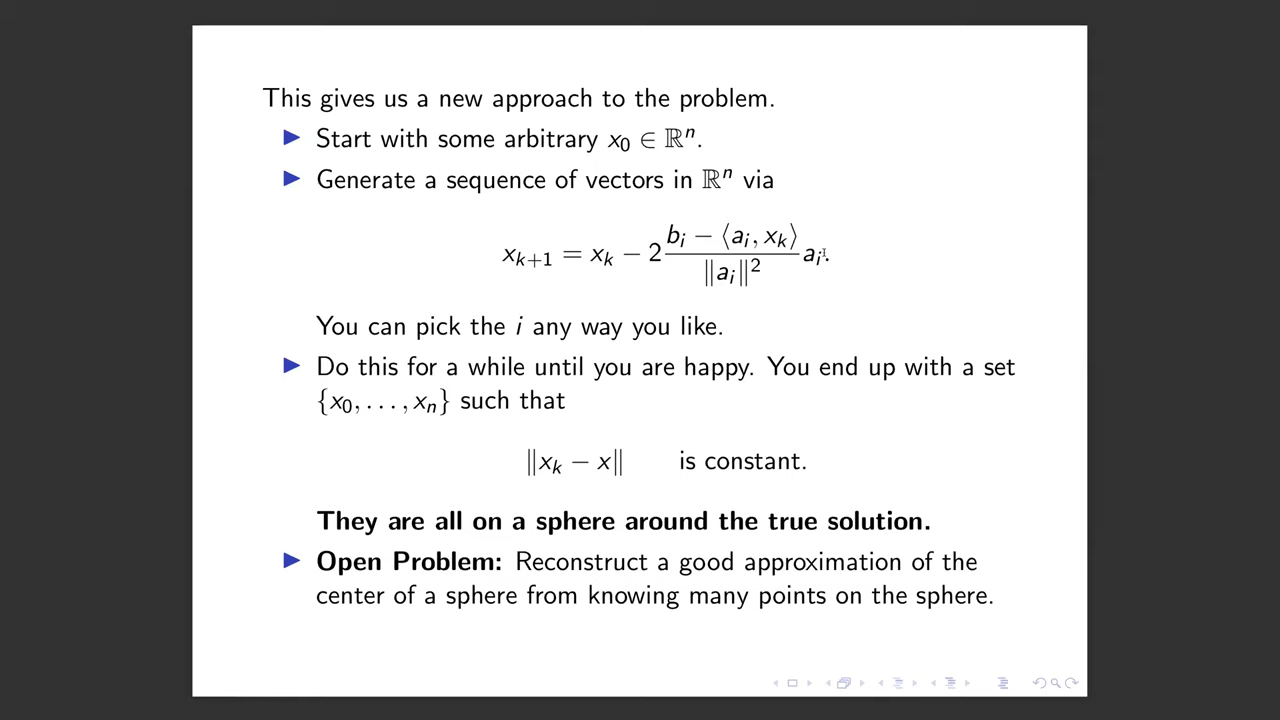 This gives us a new approach to the problem.
▶ Start with some arbitrary x₀ ∈ ℝⁿ.
▶ Generate a sequence of vectors in ℝⁿ via
xₖ₊₁ = xₖ − 2 (bᵢ − ⟨aᵢ, xₖ⟩) / ‖aᵢ‖² aᵢ.
You can pick the i any way you like.
▶ Do this for a while until you are happy. You end up with a set
{x₀, . . . , xₙ} such that
‖xₖ − x‖ is constant.
They are all on a sphere around the true solution.
▶ Open Problem: Reconstruct a good approximation of the
center of a sphere from knowing many points on the sphere.